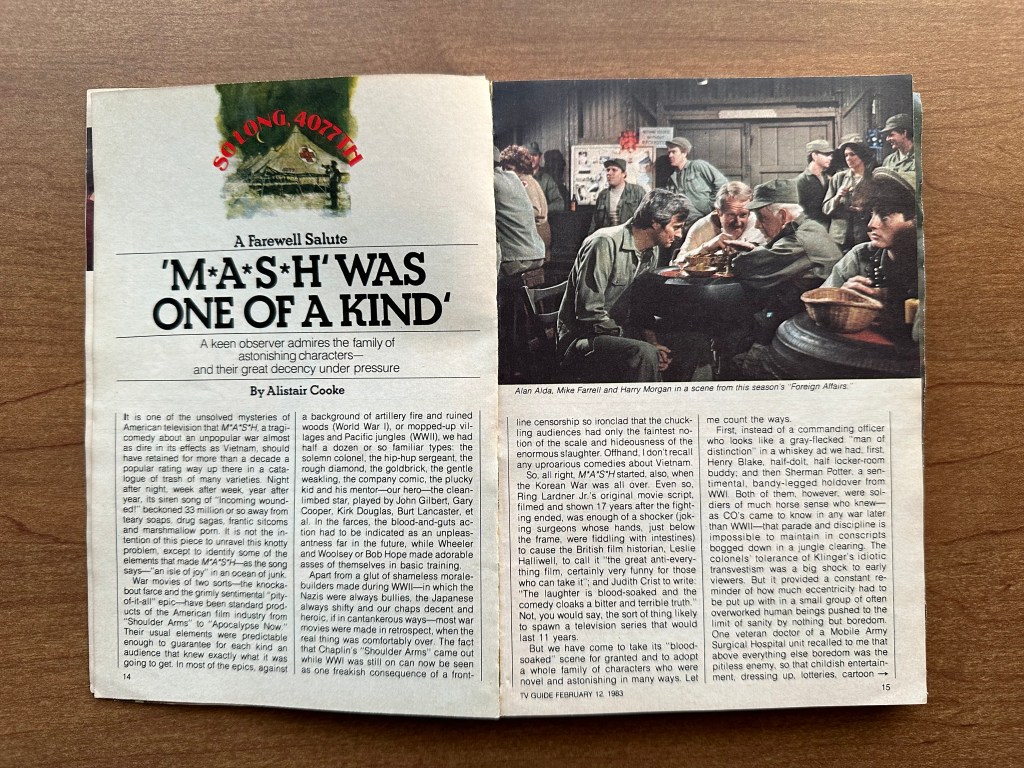 SO LONG, 4077TH
A Farewell Salute
'M*A*S*H' WAS
ONE OF A KIND'
A keen observer admires the family of
astonishing characters—
and their great decency under pressure
By Alistair Cooke
It is one of the unsolved mysteries of
American television that M*A*S*H, a tragi-
comedy about an unpopular war almost
as dire in its effects as Vietnam, should
have retained for more than a decade a
popular rating way up there in a cata-
logue of trash of many varieties. Night
after night, week after week, year after
year, its siren song of "Incoming wound-
ed!" beckoned 33 million or so away from
teary soaps, drug sagas, frantic sitcoms
and marshmallow porn. It is not the in-
tention of this piece to unravel this knotty
problem, except to identify some of the
elements that made M*A*S*H—as the song
says—"an isle of joy" in an ocean of junk.
War movies of two sorts—the knocka-
bout farce and the grimly sentimental "pity-
of-it-all" epic—have been standard prod-
ucts of the American film industry from
"Shoulder Arms" to "Apocalypse Now."
Their usual elements were predictable
enough to guarantee for each kind an
audience that knew exactly what it was
going to get. In most of the epics, against
14
a background of artillery fire and ruined
woods (World War I), or mopped-up vil-
lages and Pacific jungles (WWII), we had
half a dozen or so familiar types: the
solemn colonel, the hip-hup sergeant, the
rough diamond, the goldbrick, the gentle
weakling, the company comic, the plucky
kid and his mentor—our hero—the clean-
limbed star, played by John Gilbert, Gary
Cooper, Kirk Douglas, Burt Lancaster, et
al. In the farces, the blood-and-guts ac-
tion had to be indicated as an unpleas-
antness far in the future, while Wheeler
and Woolsey or Bob Hope made adorable
asses of themselves in basic training.
Apart from a glut of shameless morale-
builders made during WWII—in which the
Nazis were always bullies, the Japanese
always shifty and our chaps decent and
heroic, if in cantankerous ways—most war
movies were made in retrospect, when the
real thing was comfortably over. The fact
that Chaplin's "Shoulder Arms" came out
while WWI was still on can now be seen
as one freakish consequence of a front-
Alan Alda, Mike Farrell and Harry Morgan in a scene from this season's "Foreign Affairs."
line censorship so ironclad that the chuck-
ling audiences had only the faintest no-
tion of the scale and hideousness of the
enormous slaughter. Offhand, I don't recall
any uproarious comedies about Vietnam.
So, all right, M*A*S*H started, also, when
the Korean War was all over. Even so,
Ring Lardner Jr.'s original movie script,
filmed and shown 17 years after the fight-
ing ended, was enough of a shocker (jok-
ing surgeons whose hands, just below
the frame, were fiddling with intestines)
to cause the British film historian, Leslie
Halliwell, to call it "the great anti-every-
thing film, certainly very funny for those
who can take it"; and Judith Crist to write:
"The laughter is blood-soaked and the
comedy cloaks a bitter and terrible truth."
Not, you would say, the sort of thing likely
to spawn a television series that would
last 11 years.
But we have come to take its "blood-
soaked" scene for granted and to adopt
a whole family of characters who were
novel and astonishing in many ways. Let
TV GUIDE FEBRUARY 12, 1983
me count the ways.
First, instead of a commanding officer
who looks like a gray-flecked "man of
distinction" in a whiskey ad we had, first,
Henry Blake, half-dolt, half locker-room
buddy; and then Sherman Potter, a sen-
timental, bandy-legged holdover from
WWI. Both of them, however, were sol-
diers of much horse sense who knew—
as CO's came to know in any war later
than WWII—that parade and discipline is
impossible to maintain in conscripts
bogged down in a jungle clearing. The
colonels' tolerance of Klinger's idiotic
transvestism was a big shock to early
viewers. But it provided a constant re-
minder of how much eccentricity had to
be put up with in a small group of often
overworked human beings pushed to the
limit of sanity by nothing but boredom.
One veteran doctor of a Mobile Army
Surgical Hospital unit recalled to me that
above everything else boredom was the
pitiless enemy, so that childish entertain-
ment, dressing up, lotteries, cartoon →
15